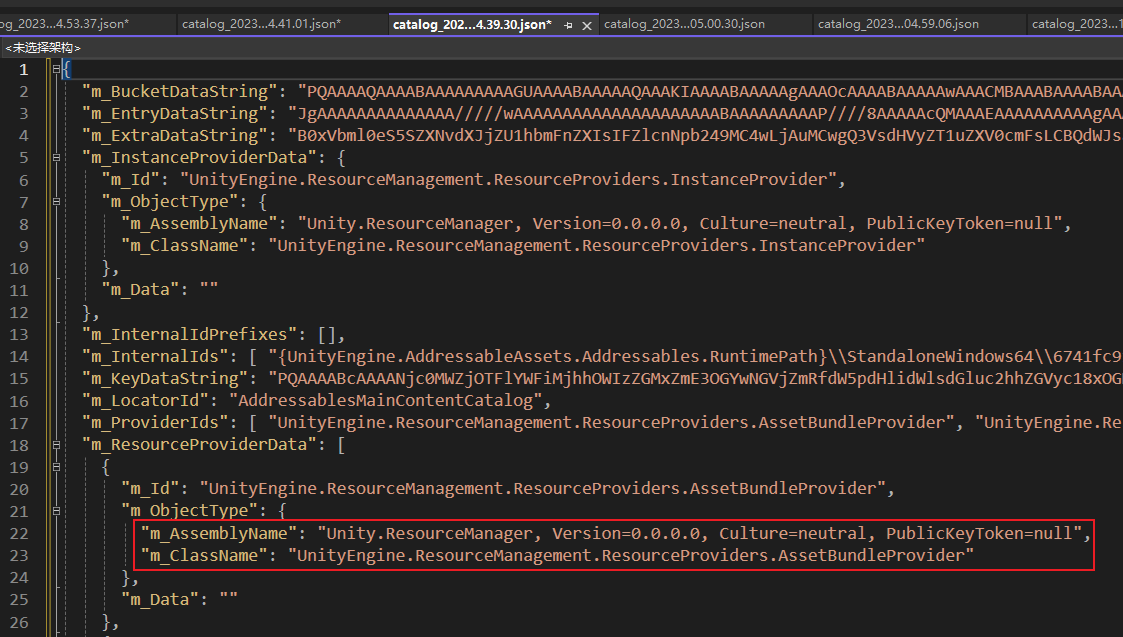 og_2023...4.53.37.json* catalog_2023....4.41.01.json* catalog_202...4.39.30.json* catalog_2023...05.00.30.json catalog_2023...04.59.06.json catalog_2023...1
<未选择架构>
1 {
2 "m_BucketDataString": "
3 "m_EntryDataString": "
4 "m_ExtraDataString": "
5 "m_InstanceProviderData": {
6 "m_Id": "UnityEngine.ResourceManagement.ResourceProviders.InstanceProvider",
7 "m_ObjectType": {
8 "m_AssemblyName": "Unity.ResourceManager, Version=0.0.0.0, Culture=neutral, PublicKeyToken=null",
9 "m_ClassName": "UnityEngine.ResourceManagement.ResourceProviders.InstanceProvider"
10 },
11 "m_Data": ""
12 },
13 "m_InternalIdPrefixes": [],
14 "m_InternalIds": [ "{UnityEngine.AddressableAssets.Addressables.RuntimePath}\\StandaloneWindows64\\6741fc9
15 "m_KeyDataString": "
16 "m_LocatorId": "AddressablesMainContentCatalog",
17 "m_ProviderIds": [ "UnityEngine.ResourceManagement.ResourceProviders.AssetBundleProvider", "UnityEngine.Re
18 "m_ResourceProviderData": [
19 {
20 "m_Id": "UnityEngine.ResourceManagement.ResourceProviders.AssetBundleProvider",
21 "m_ObjectType": {
22 "m_AssemblyName": "Unity.ResourceManager, Version=0.0.0.0, Culture=neutral, PublicKeyToken=null",
23 "m_ClassName": "UnityEngine.ResourceManagement.ResourceProviders.AssetBundleProvider"
24 },
25 "m_Data": ""
26 },